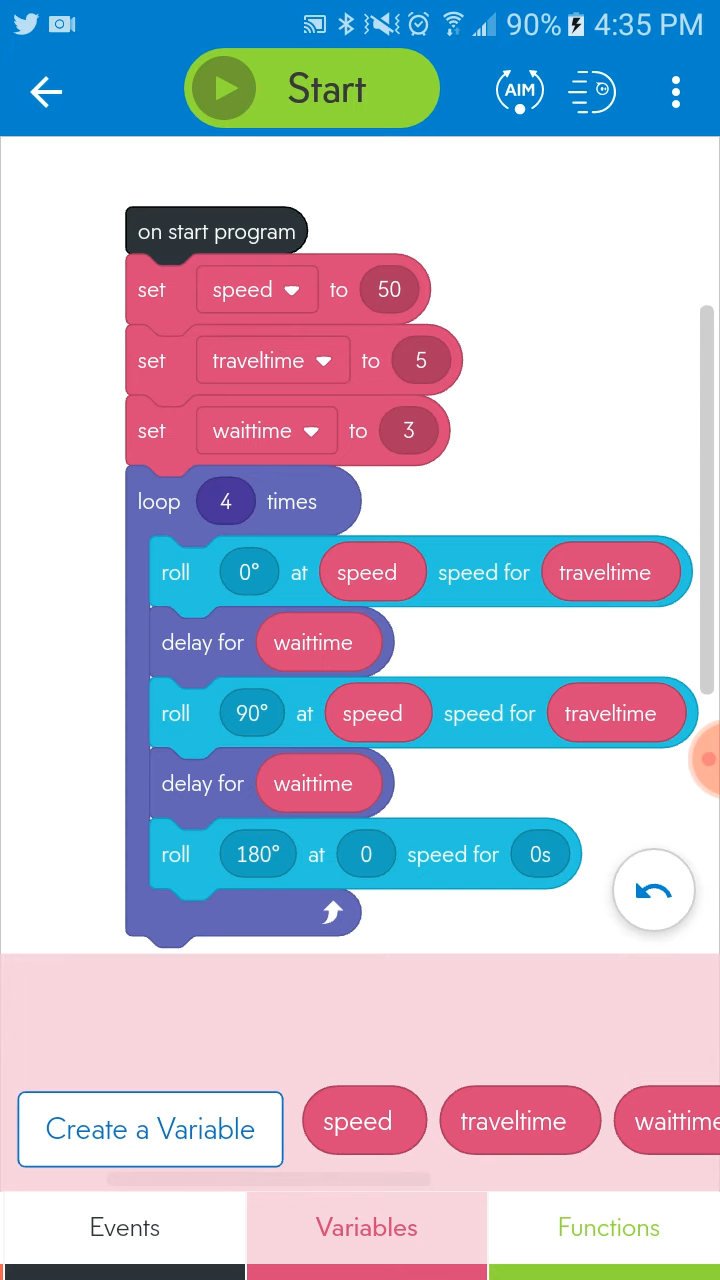 90% 4:35 PM
Start AIM
on start program
set speed to 50
set traveltime to 5
set waittime to 3
loop 4 times
roll 0° at speed speed for traveltime
delay for waittime
roll 90° at speed speed for traveltime
delay for waittime
roll 180° at 0 speed for 0s
Create a Variable speed traveltime waittime
Events Variables Functions